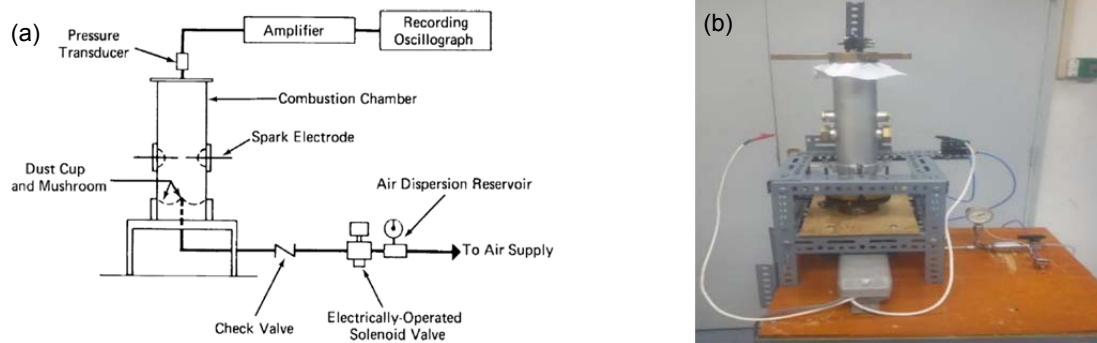 (a)
Pressure
Transducer
Amplifier
Recording
Oscillograph
Combustion Chamber
Spark Electrode
Dust Cup
and Mushroom
Air Dispersion Reservoir
To Air Supply
Check Valve
Electrically-Operated
Solenoid Valve
(b)